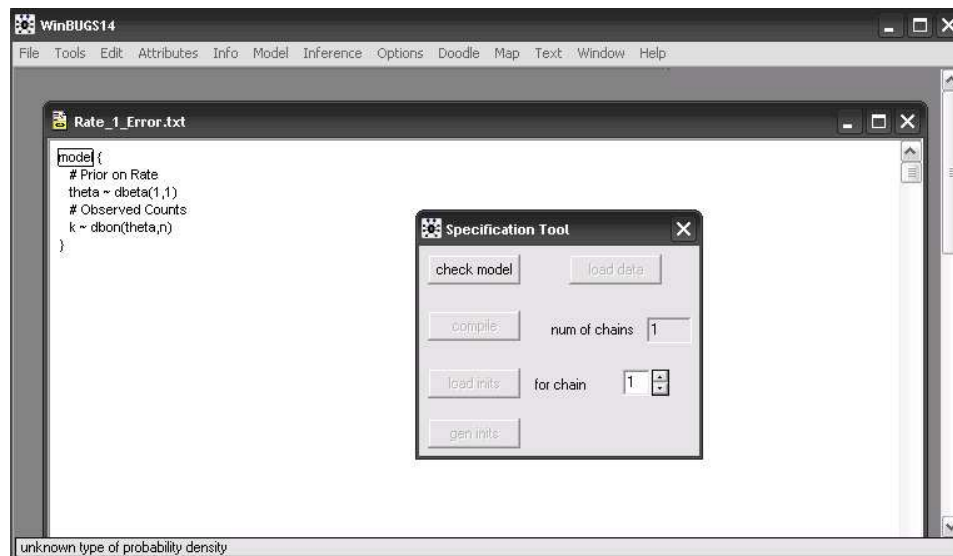 WinBUGS14
File Tools Edit Attributes Info Model Inference Options Doodle Map Text Window Help
Rate_1_Error.txt
model {
# Prior on Rate
theta ~ dbeta(1,1)
# Observed Counts
k ~ dbon(theta,n)
}
Specification Tool
check model load data
compile num of chains 1
load inits for chain 1
gen inits
unknown type of probability density